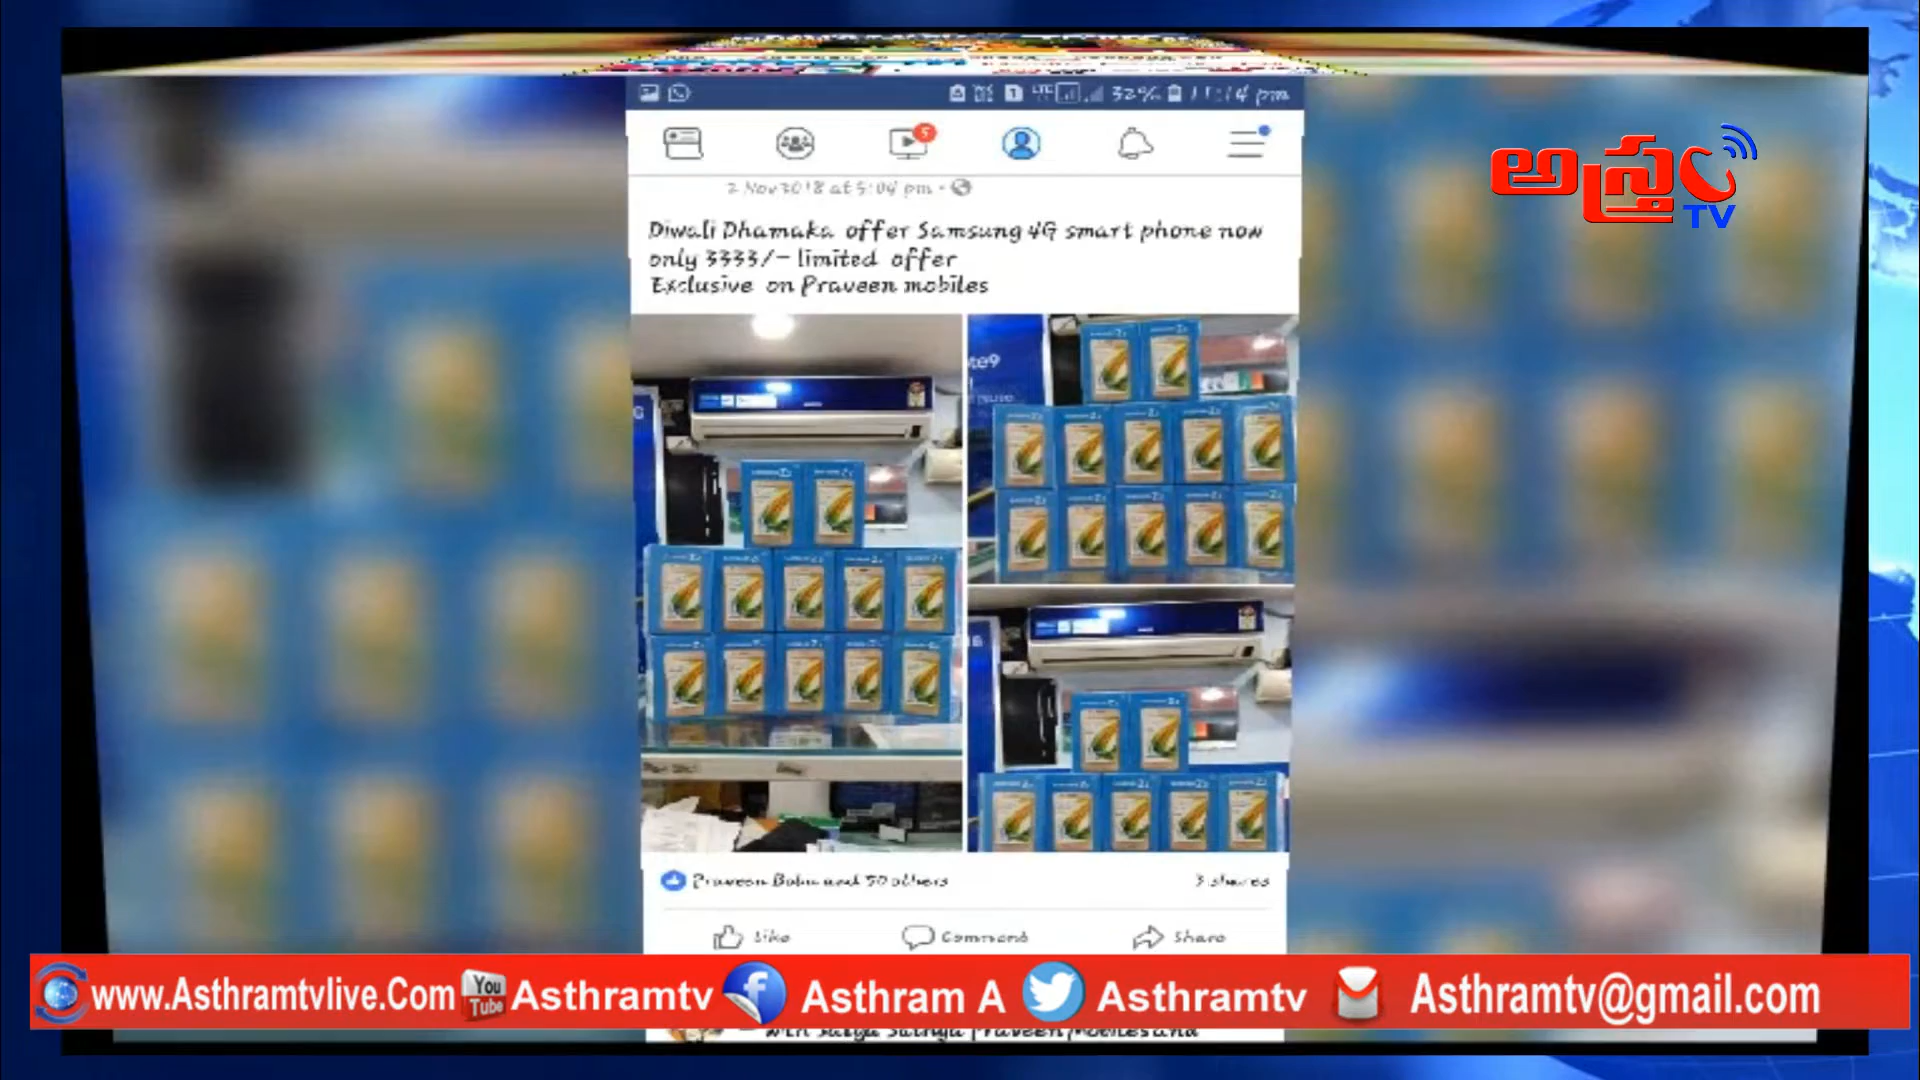 32% 11:14 pm
5
2 Nov 2018 at 5:04 pm
అస్త్రం
TV
Diwali Dhamaka offer Samsung 4G smart phone now
only 3333/- limited offer
Exclusive on Praveen mobiles
Praveen Babu and 50 others
3 shares
Like
Comment
Share
www.Asthramtvlive.Com
You
Tube
Asthramtv
Asthram A
Asthramtv
Asthramtv@gmail.com